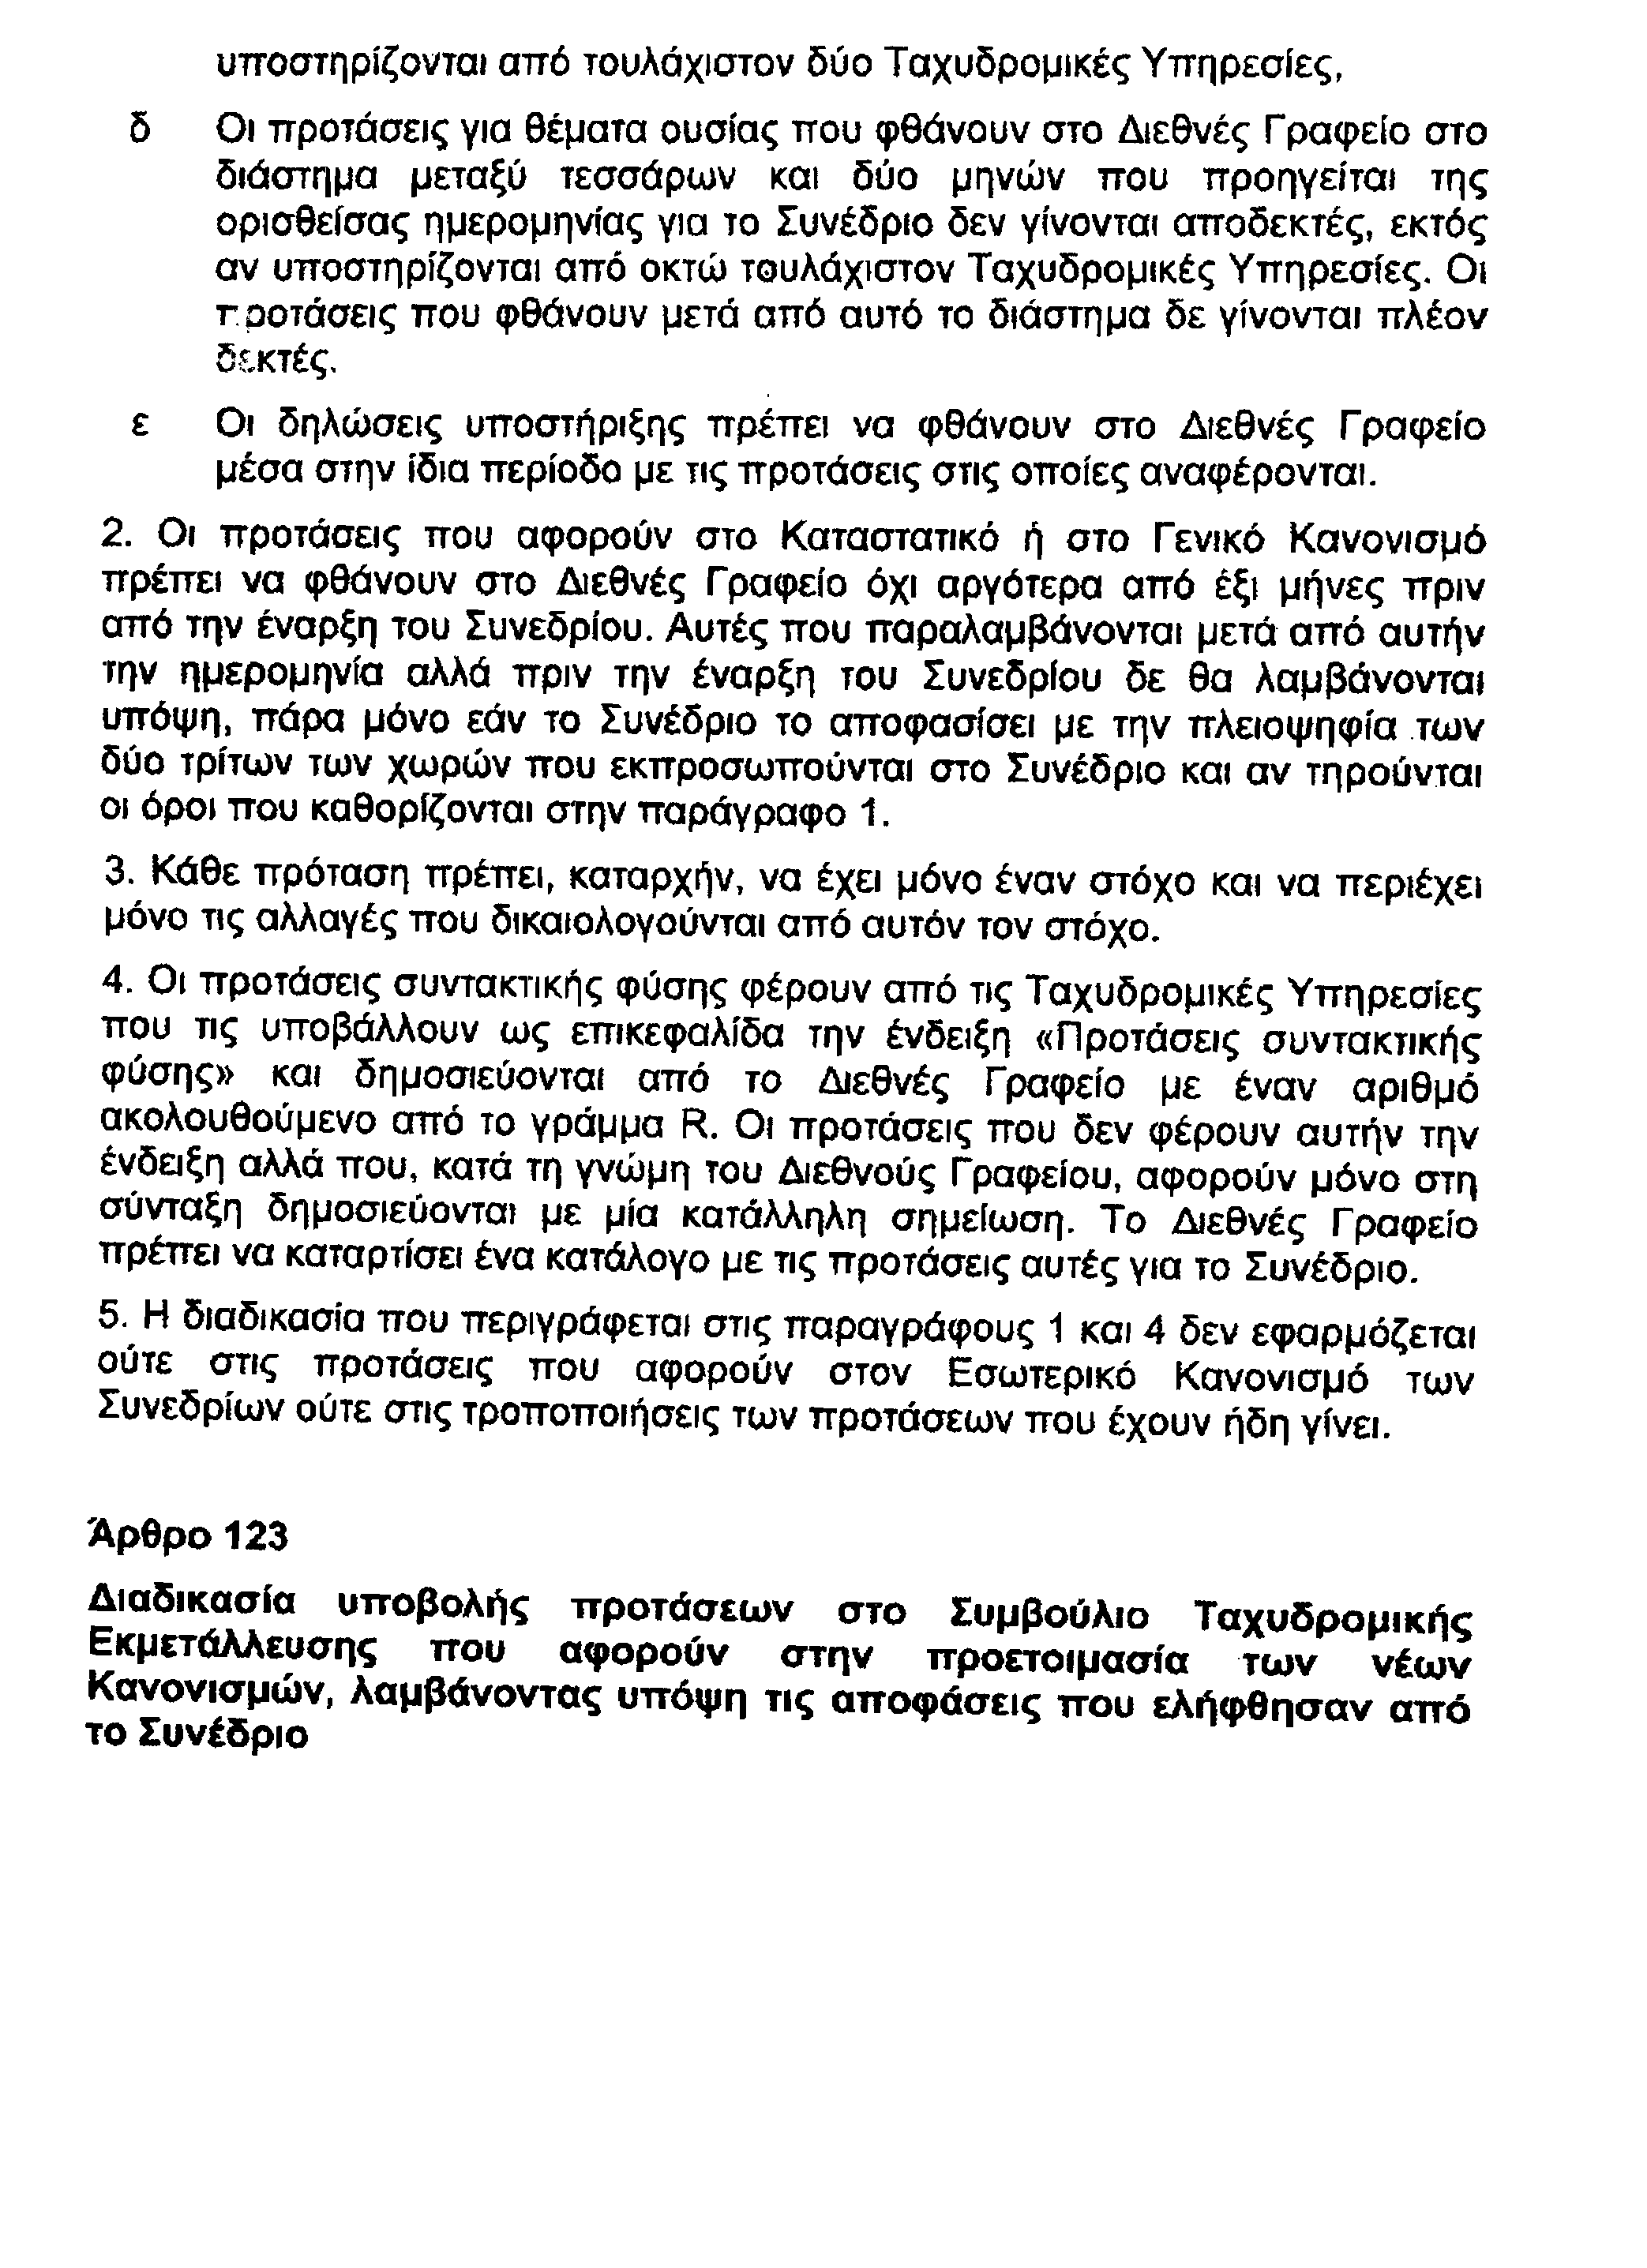 υποστηρίζονται από τουλάχιστον δύο Ταχυδρομικές Υπηρεσίες,
δ Οι προτάσεις για θέματα ουσίας που φθάνουν στο Διεθνές Γραφείο στο
διάστημα μεταξύ τεσσάρων και δύο μηνών που προηγείται της
ορισθείσας ημερομηνίας για το Συνέδριο δεν γίνονται αποδεκτές, εκτός
αν υποστηρίζονται από οκτώ τουλάχιστον Ταχυδρομικές Υπηρεσίες. Οι
προτάσεις που φθάνουν μετά από αυτό το διάστημα δε γίνονται πλέον
δεκτές.
ε Οι δηλώσεις υποστήριξης πρέπει να φθάνουν στο Διεθνές Γραφείο
μέσα στην ίδια περίοδο με τις προτάσεις στις οποίες αναφέρονται.
2. Οι προτάσεις που αφορούν στο Καταστατικό ή στο Γενικό Κανονισμό
πρέπει να φθάνουν στο Διεθνές Γραφείο όχι αργότερα από έξι μήνες πριν
από την έναρξη του Συνεδρίου. Αυτές που παραλαμβάνονται μετά από αυτήν
την ημερομηνία αλλά πριν την έναρξη του Συνεδρίου δε θα λαμβάνονται
υπόψη, πάρα μόνο εάν το Συνέδριο το αποφασίσει με την πλειοψηφία των
δύο τρίτων των χωρών που εκπροσωπούνται στο Συνέδριο και αν τηρούνται
οι όροι που καθορίζονται στην παράγραφο 1.
3. Κάθε πρόταση πρέπει, καταρχήν, να έχει μόνο έναν στόχο και να περιέχει
μόνο τις αλλαγές που δικαιολογούνται από αυτόν τον στόχο.
4. Οι προτάσεις συντακτικής φύσης φέρουν από τις Ταχυδρομικές Υπηρεσίες
που τις υποβάλλουν ως επικεφαλίδα την ένδειξη «Προτάσεις συντακτικής
φύσης» και δημοσιεύονται από το Διεθνές Γραφείο με έναν αριθμό
ακολουθούμενο από το γράμμα R. Οι προτάσεις που δεν φέρουν αυτήν την
ένδειξη αλλά που, κατά τη γνώμη του Διεθνούς Γραφείου, αφορούν μόνο στη
σύνταξη δημοσιεύονται με μία κατάλληλη σημείωση. Το Διεθνές Γραφείο
πρέπει να καταρτίσει ένα κατάλογο με τις προτάσεις αυτές για το Συνέδριο.
5. Η διαδικασία που περιγράφεται στις παραγράφους 1 και 4 δεν εφαρμόζεται
ούτε στις προτάσεις που αφορούν στον Εσωτερικό Κανονισμό των
Συνεδρίων ούτε στις τροποποιήσεις των προτάσεων που έχουν ήδη γίνει.
Άρθρο 123
Διαδικασία υποβολής προτάσεων στο Συμβούλιο Ταχυδρομικής
Εκμετάλλευσης που αφορούν στην προετοιμασία των νέων
Κανονισμών, λαμβάνοντας υπόψη τις αποφάσεις που ελήφθησαν από
το Συνέδριο